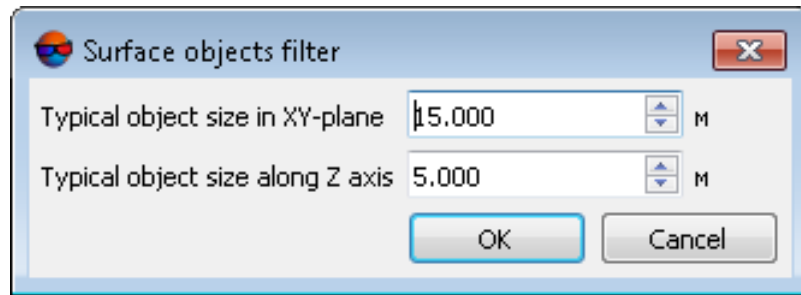 Surface objects filter
Typical object size in XY-plane 15.000 м
Typical object size along Z axis 5.000 м
OK Cancel